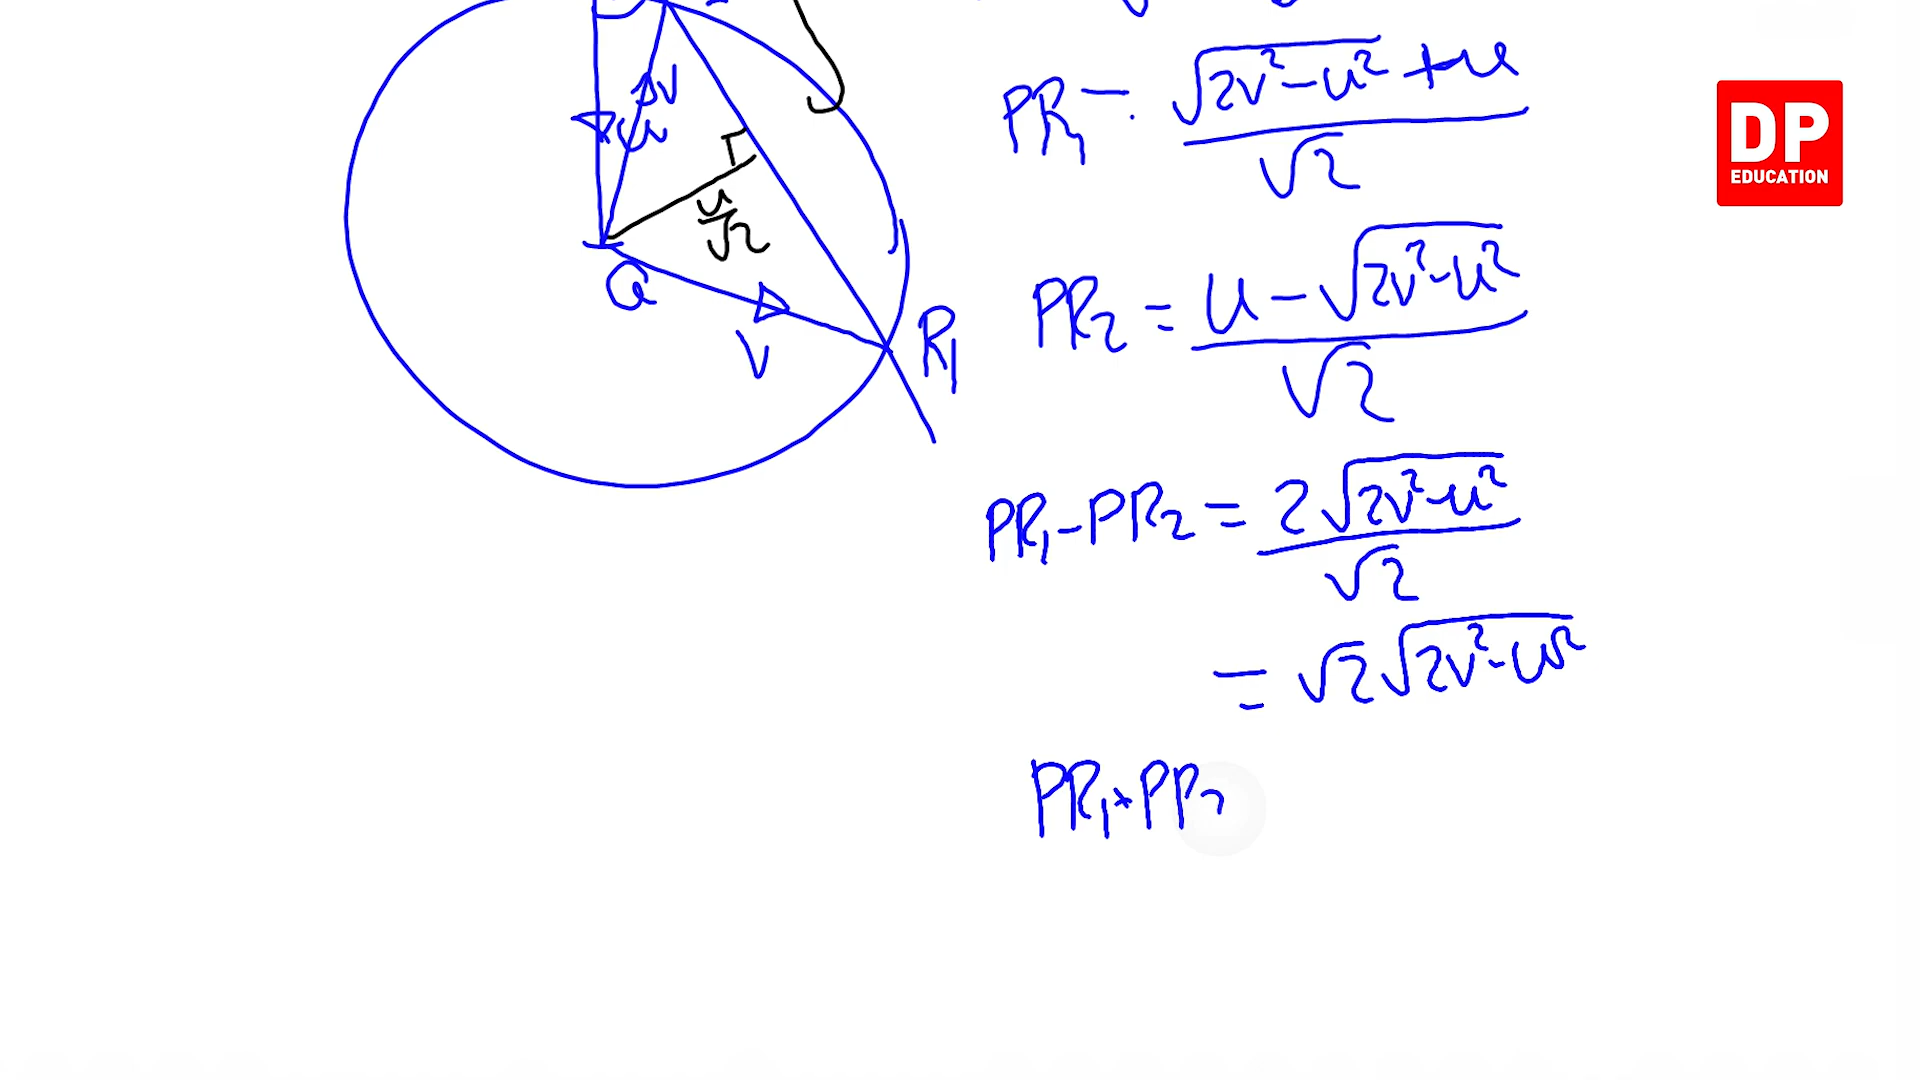 V
u
u/√2
Q
V
R₁
PR₁ = (√(2v²-u²) + u)/√2
PR₂ = (u - √(2v²-u²))/√2
PR₁ - PR₂ = 2√(2v²-u²)/√2
= √2 √(2v²-u²)
PR₁ × PR₂
DP
EDUCATION